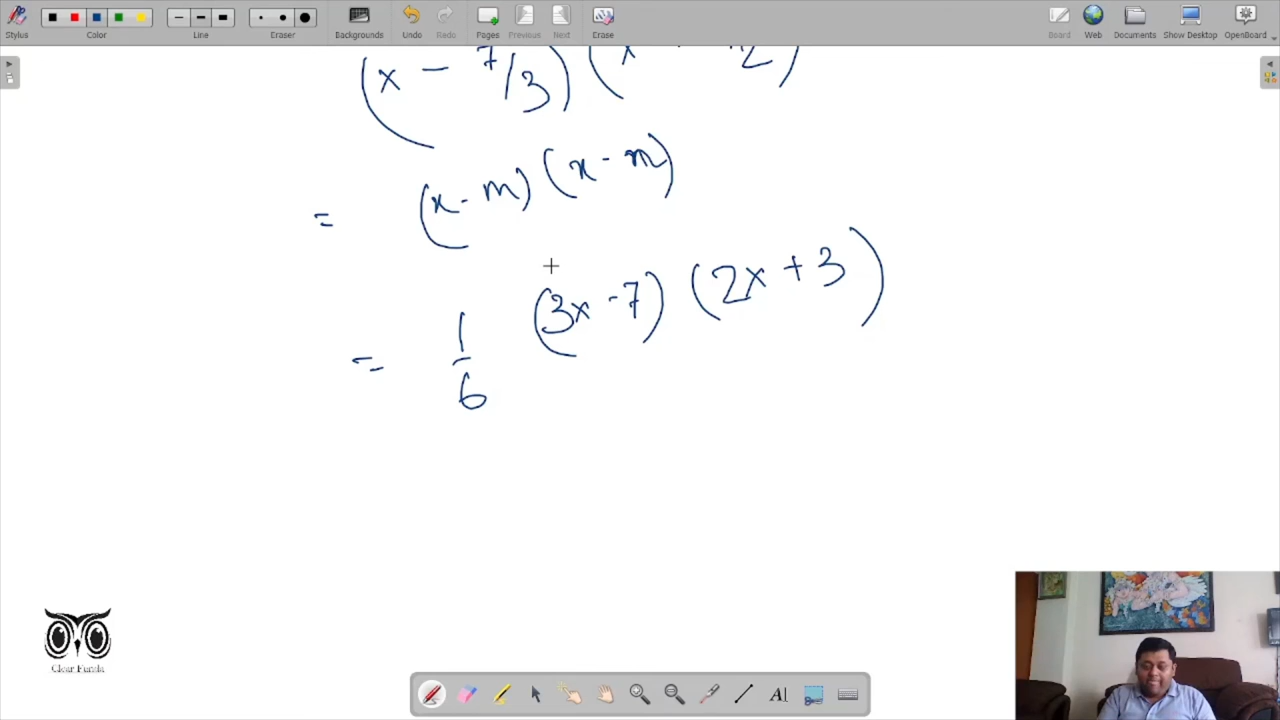 Stylus
Color
Line
Eraser
Backgrounds
Undo
Redo
Pages
Previous
Next
Erase
Board
Web
Documents
Show Desktop
OpenBoard
(x - 7/3)(x
= (x-m)(x-m)
= 1/6 (3x-7)(2x+3)
Clear Funda